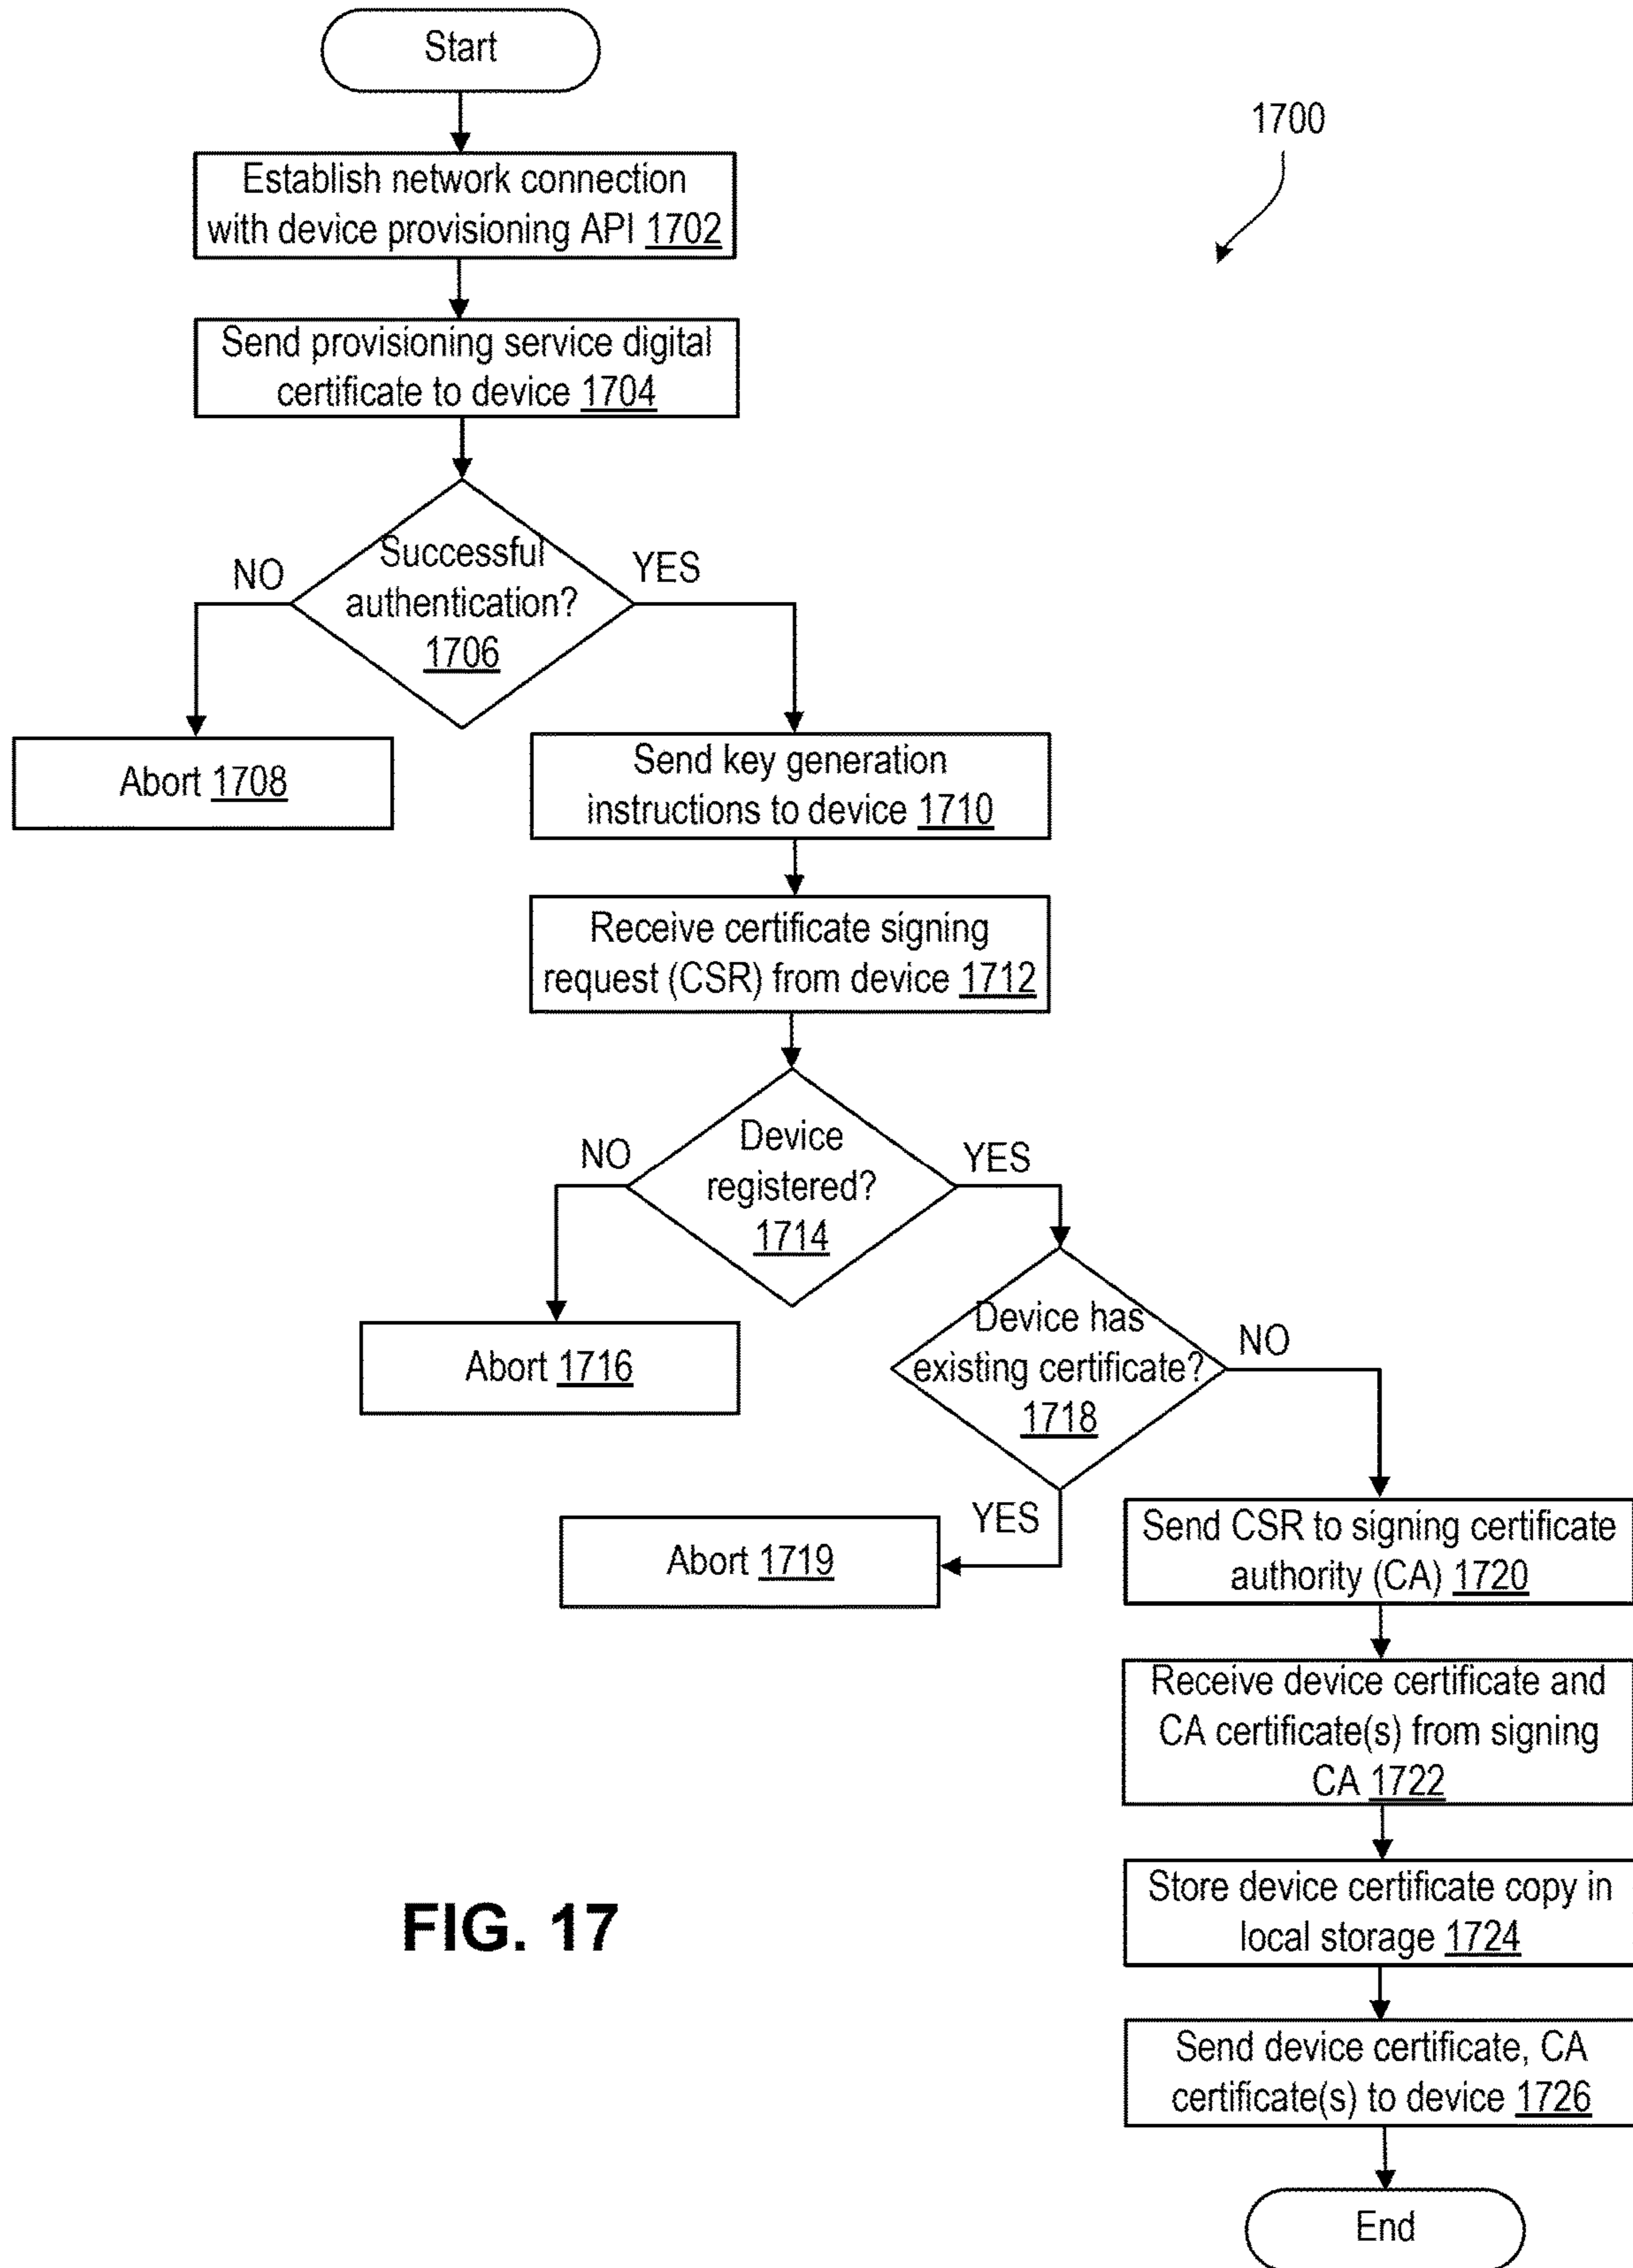 Start
1700
Establish network connection
with device provisioning API 1702
Send provisioning service digital
certificate to device 1704
Successful
authentication?
1706
NO
YES
Abort 1708
Send key generation
instructions to device 1710
Receive certificate signing
request (CSR) from device 1712
Device
registered?
1714
NO
YES
Abort 1716
Device has
existing certificate?
1718
NO
YES
Abort 1719
Send CSR to signing certificate
authority (CA) 1720
Receive device certificate and
CA certificate(s) from signing
CA 1722
Store device certificate copy in
local storage 1724
Send device certificate, CA
certificate(s) to device 1726
End
FIG. 17